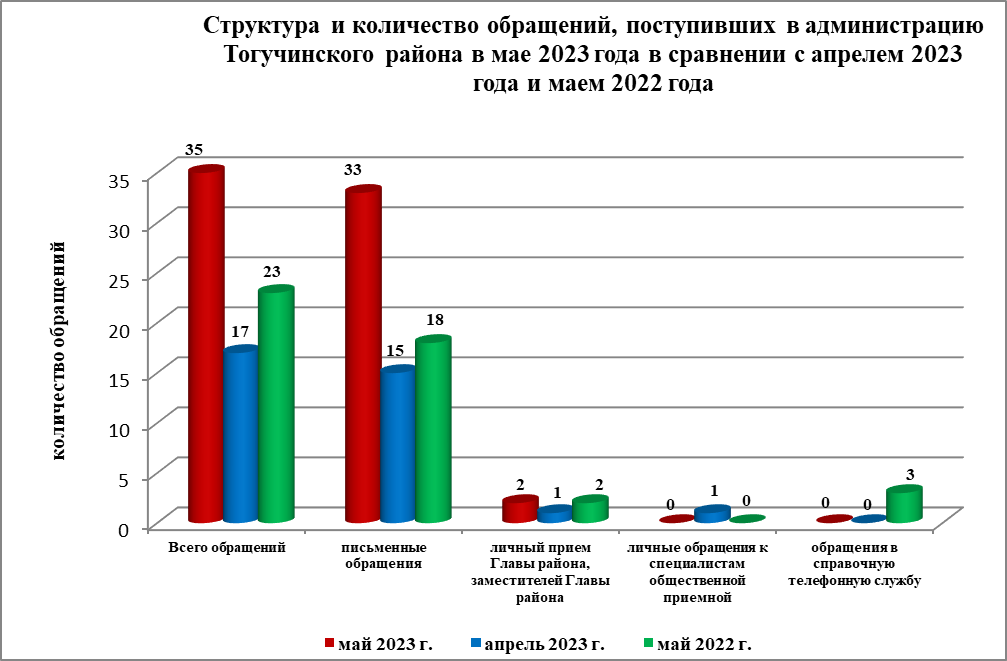 Структура и количество обращений, поступивших в администрацию
Тогучинского района в мае 2023 года в сравнении с апрелем 2023
года и маем 2022 года
количество обращений
35
30
25
20
15
10
5
0
35
17
23
33
15
18
2
1
2
0
1
0
0
0
3
Всего обращений
письменные
обращения
личный прием
Главы района,
заместителей Главы
района
личные обращения к
специалистам
общественной
приемной
обращения в
справочную
телефонную службу
май 2023 г.
апрель 2023 г.
май 2022 г.